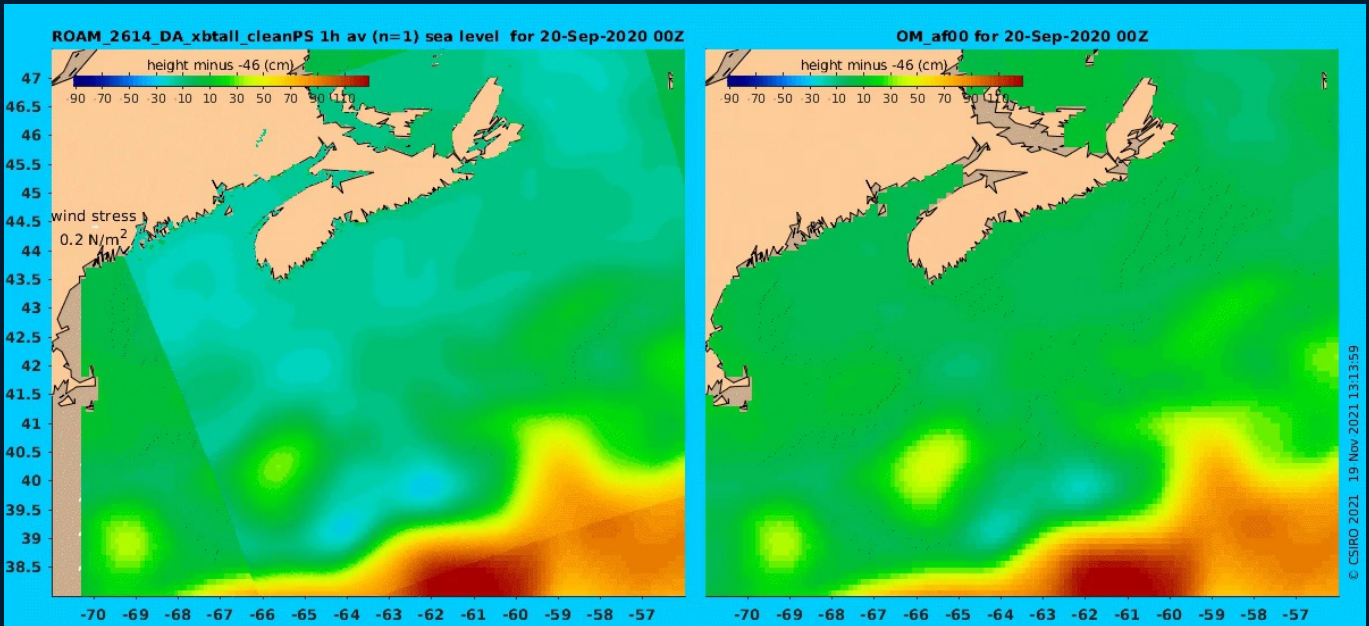 ROAM_2614_DA_xbtall_cleanPS 1h av (n=1) sea level for 20-Sep-2020 00Z
height minus -46 (cm)
-90 -70 -50 -30 -10 10 30 50 70 90 110
wind stress
0.2 N/m²
47
46.5
46
45.5
45
44.5
44
43.5
43
42.5
42
41.5
41
40.5
40
39.5
39
38.5
-70 -69 -68 -67 -66 -65 -64 -63 -62 -61 -60 -59 -58 -57
OM_af00 for 20-Sep-2020 00Z
height minus -46 (cm)
-90 -70 -50 -30 -10 10 30 50 70 90 110
-70 -69 -68 -67 -66 -65 -64 -63 -62 -61 -60 -59 -58 -57
© CSIRO 2021 19 Nov 2021 13:13:59